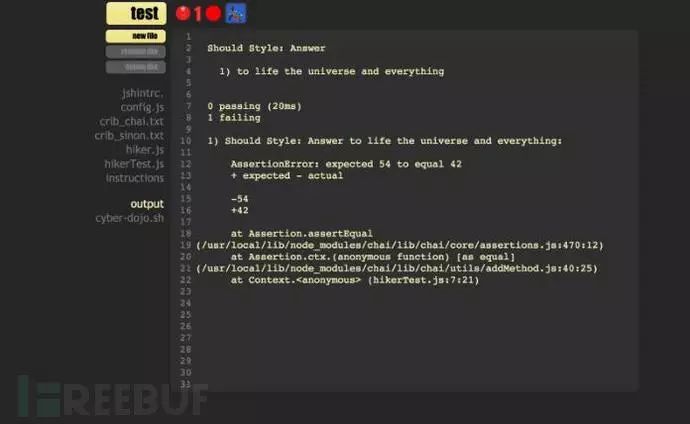 test
1
new file
jshintrc.
config.js
crib_chai.txt
crib_sinon.txt
hiker.js
hikerTest.js
instructions
output
cyber-dojo.sh
1
2 Should Style: Answer
3
4 1) to life the universe and everything
5
6
7 0 passing (20ms)
8 1 failing
9
10 1) Should Style: Answer to life the universe and everything:
11
12 AssertionError: expected 54 to equal 42
13 + expected - actual
14
15 -54
16 +42
17
18 at Assertion.assertEqual
19 (/usr/local/lib/node_modules/chai/lib/chai/core/assertions.js:470:12)
20 at Assertion.ctx.(anonymous function) [as equal]
21 (/usr/local/lib/node_modules/chai/lib/chai/utils/addMethod.js:40:25)
22 at Context.<anonymous> (hikerTest.js:7:21)
23
24
25
26
27
28
29
30
31
REEBUF